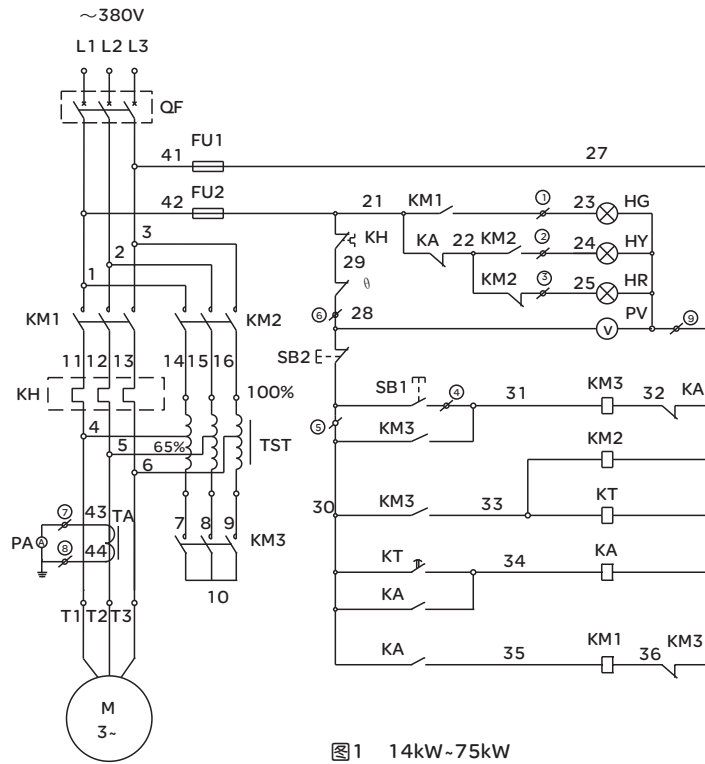 ～380V
L1 L2 L3
QF
FU1
41
27
FU2
42
21
KM1
①
23
HG
3
KH
KA
22
KM2
②
24
HY
2
29
1
θ
KM2
③
25
HR
⑥
28
PV
V
⑨
KM1
KM2
SB2
11 12 13
14 15 16
KH
100%
SB1
④
31
KM3
32
KA
4
65%
TST
⑤
KM3
5
6
KM2
30
KM3
33
KT
⑦
43
TA
7
8
9
KM3
PA
A
⑧
44
KT
34
KA
10
KA
T1 T2 T3
KA
35
KM1
36
KM3
M
3~
图1 14kW~75kW